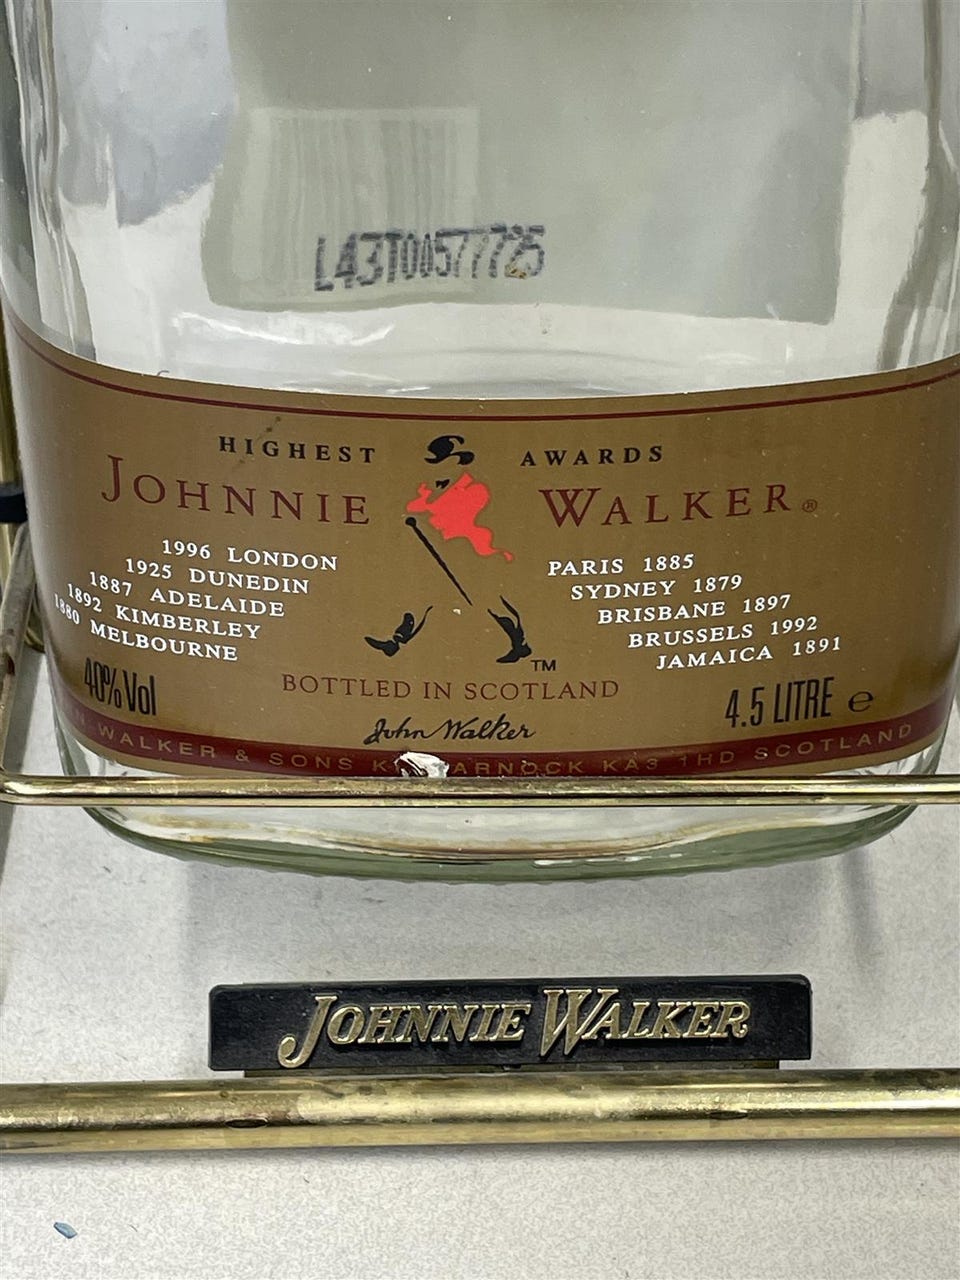 L43T00577725
HIGHEST AWARDS
JOHNNIE WALKER®
1996 LONDON
1925 DUNEDIN
1887 ADELAIDE
1892 KIMBERLEY
1880 MELBOURNE
PARIS 1885
SYDNEY 1879
BRISBANE 1897
BRUSSELS 1992
JAMAICA 1891
TM
BOTTLED IN SCOTLAND
40% Vol
4.5 LITRE e
John Walker
WALKER & SONS KA3 1HD SCOTLAND
JOHNNIE WALKER